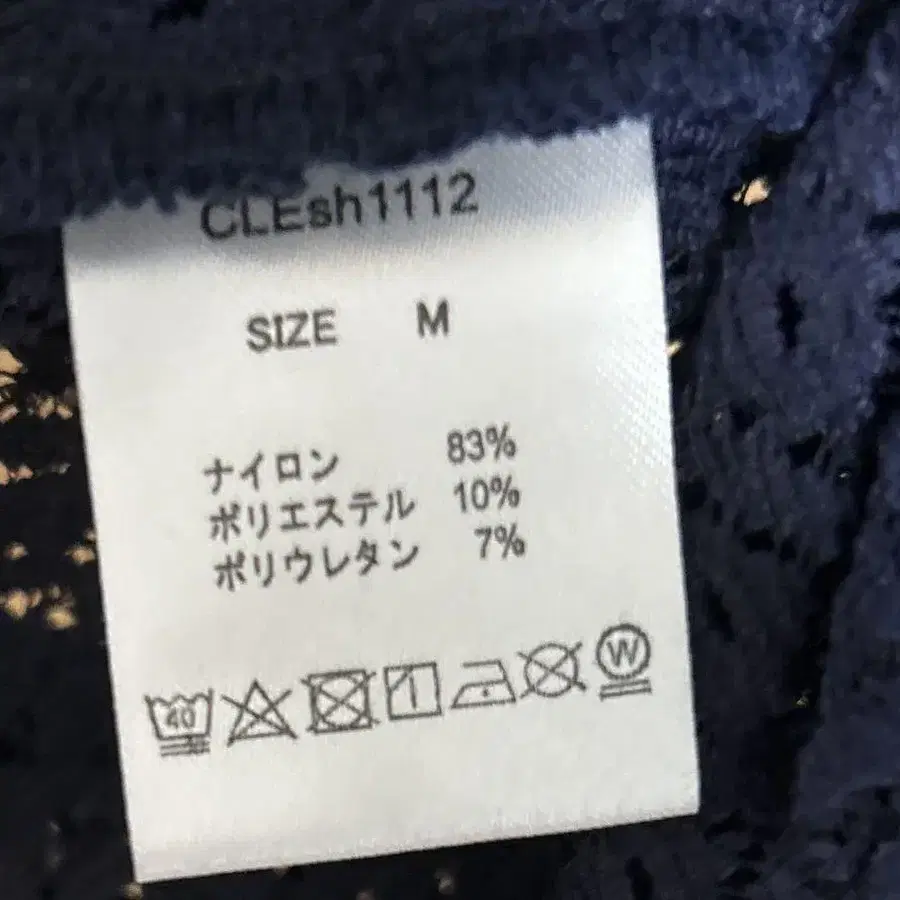 CLEsh1112
SIZE M
ナイロン 83%
ポリエステル 10%
ポリウレタン 7%
40 W